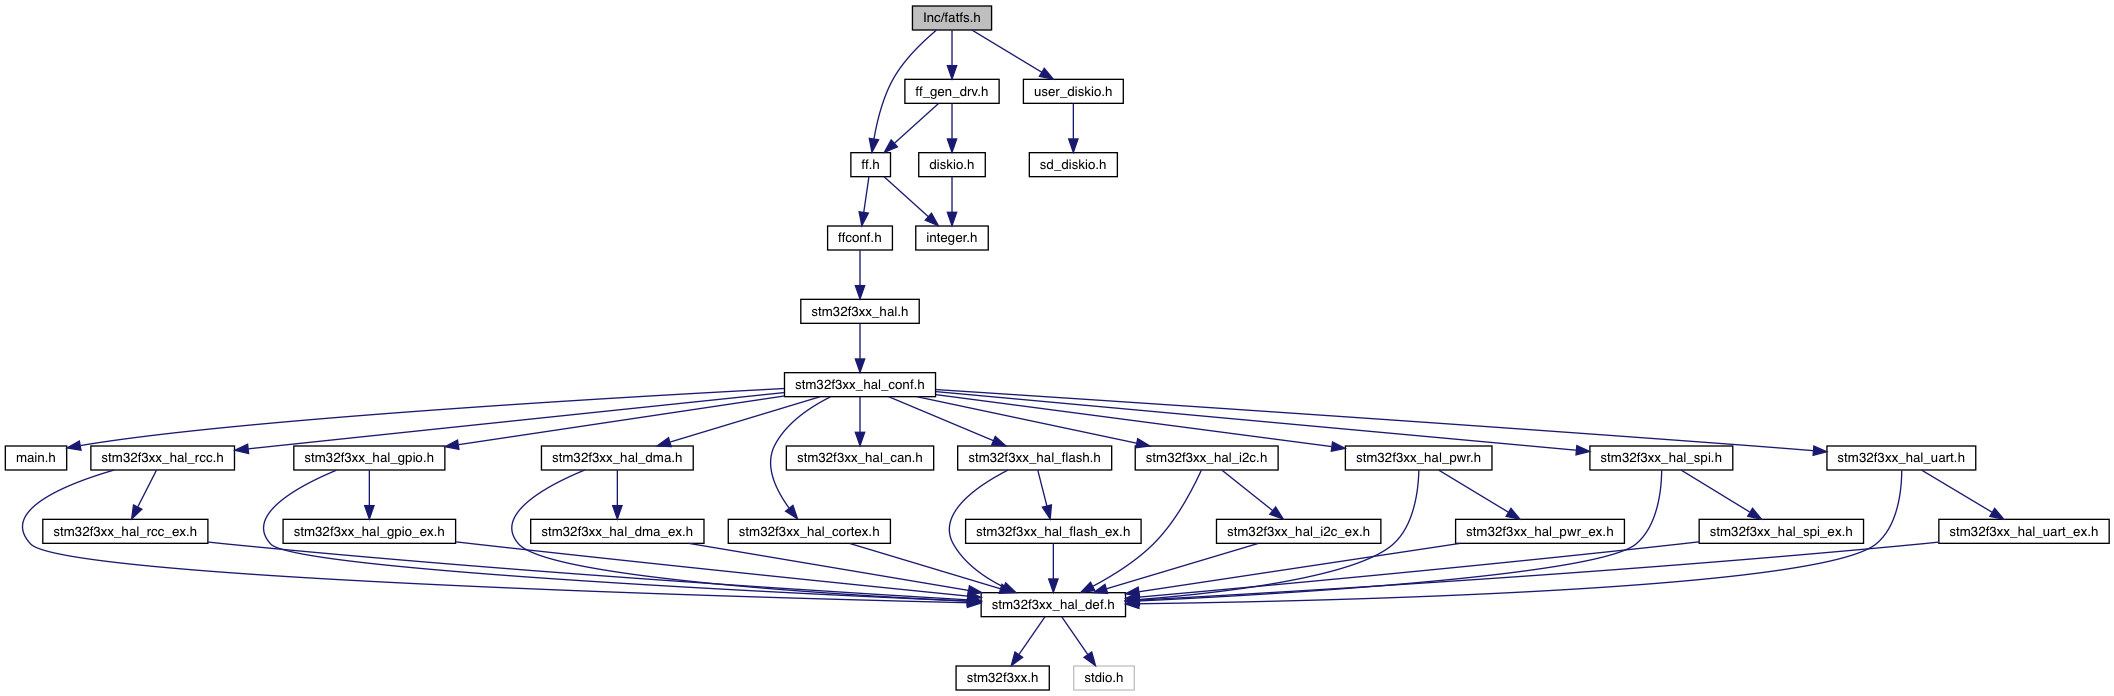 Inc/fatfs.h
ff_gen_drv.h
user_diskio.h
ff.h
diskio.h
sd_diskio.h
ffconf.h
integer.h
stm32f3xx_hal.h
stm32f3xx_hal_conf.h
main.h
stm32f3xx_hal_rcc.h
stm32f3xx_hal_gpio.h
stm32f3xx_hal_dma.h
stm32f3xx_hal_can.h
stm32f3xx_hal_flash.h
stm32f3xx_hal_i2c.h
stm32f3xx_hal_pwr.h
stm32f3xx_hal_spi.h
stm32f3xx_hal_uart.h
stm32f3xx_hal_rcc_ex.h
stm32f3xx_hal_gpio_ex.h
stm32f3xx_hal_dma_ex.h
stm32f3xx_hal_cortex.h
stm32f3xx_hal_flash_ex.h
stm32f3xx_hal_i2c_ex.h
stm32f3xx_hal_pwr_ex.h
stm32f3xx_hal_spi_ex.h
stm32f3xx_hal_uart_ex.h
stm32f3xx_hal_def.h
stm32f3xx.h
stdio.h